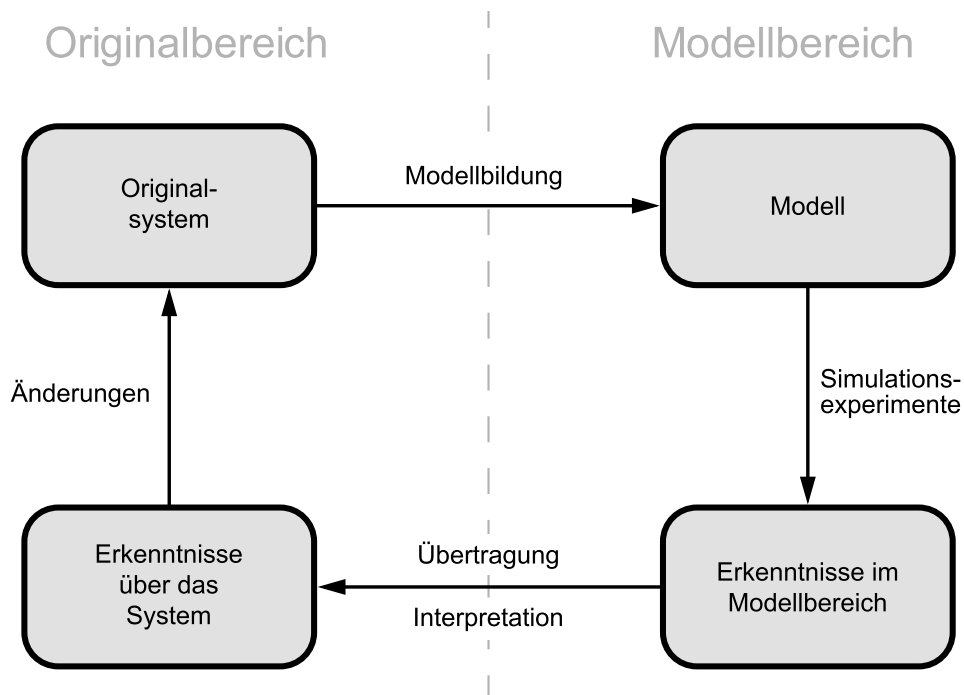 Originalbereich
Modellbereich
Original-
system
Modellbildung
Modell
Änderungen
Simulations-
experimente
Erkenntnisse
über das
System
Übertragung
Interpretation
Erkenntnisse im
Modellbereich